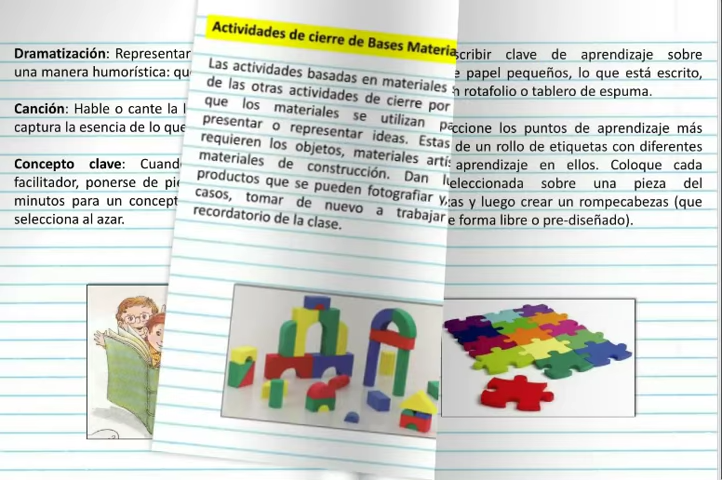 Dramatización: Representar
una manera humorística: qu
Canción: Hable o cante la l
captura la esencia de lo que
Concepto clave: Cuand
facilitador, ponerse de pie
minutos para un concept
selecciona al azar.
Actividades de cierre de Bases Materia
Las actividades basadas en materiales
de las otras actividades de cierre por
que los materiales se utilizan pa
presentar o representar ideas. Estas
requieren los objetos, materiales artís
materiales de construcción. Dan l
productos que se pueden fotografiar y,
casos, tomar de nuevo a trabajar
recordatorio de la clase.
scribir clave de aprendizaje sobre
e papel pequeños, lo que está escrito,
n rotafolio o tablero de espuma.
ccione los puntos de aprendizaje más
de un rollo de etiquetas con diferentes
aprendizaje en ellos. Coloque cada
eleccionada sobre una pieza del
as y luego crear un rompecabezas (que
e forma libre o pre-diseñado).